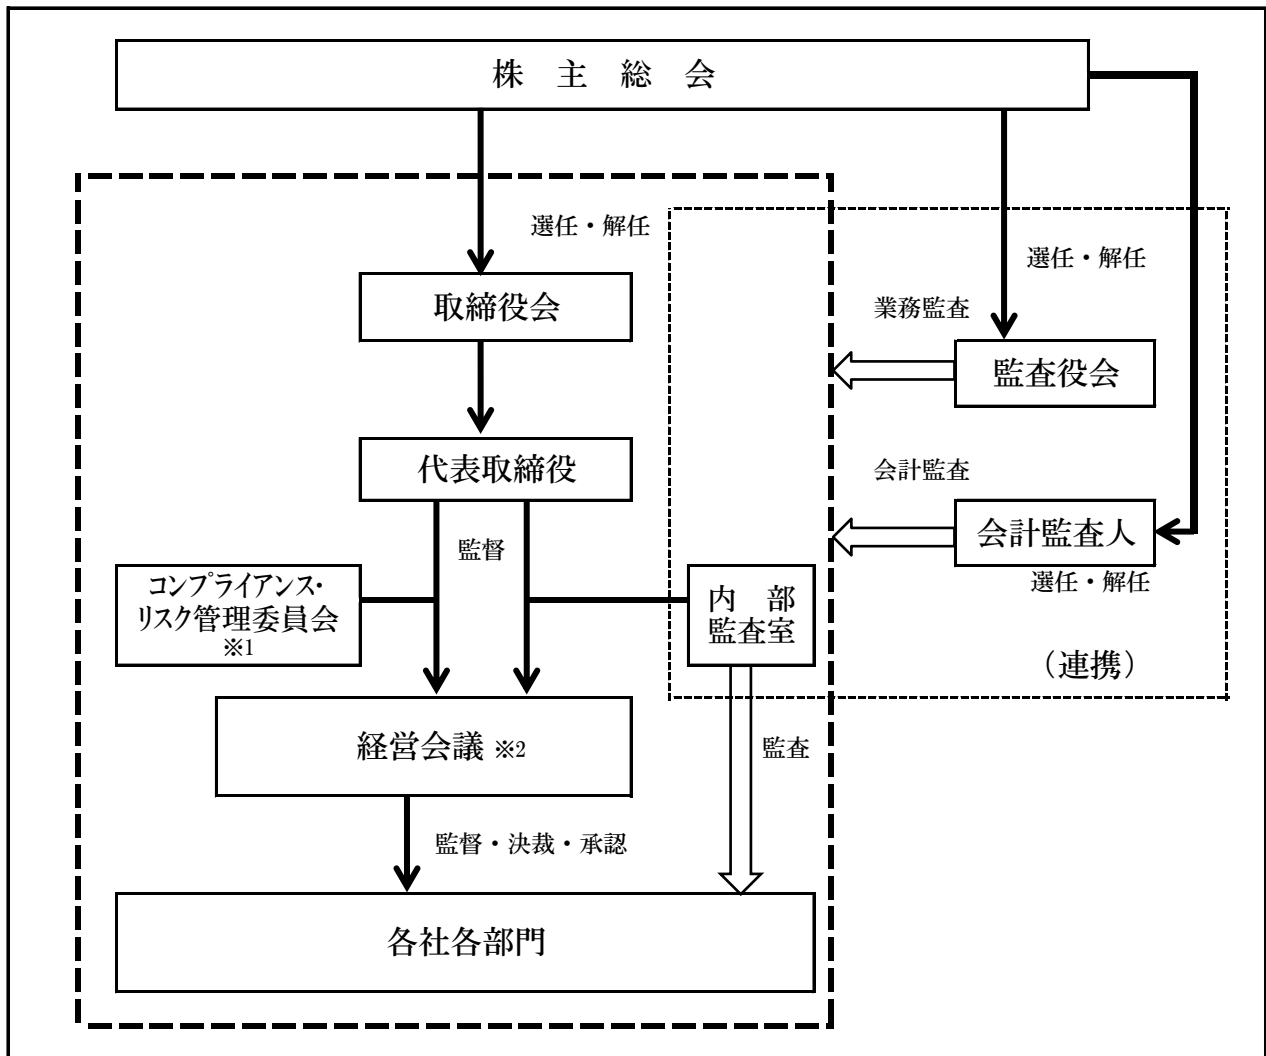 株　主　総　会
選任・解任
選任・解任
取締役会
業務監査
監査役会
代表取締役
会計監査
会計監査人
選任・解任
監督
コンプライアンス・
リスク管理委員会
※1
内　部
監査室
（連携）
経営会議 ※2
監査
監督・決裁・承認
各社各部門